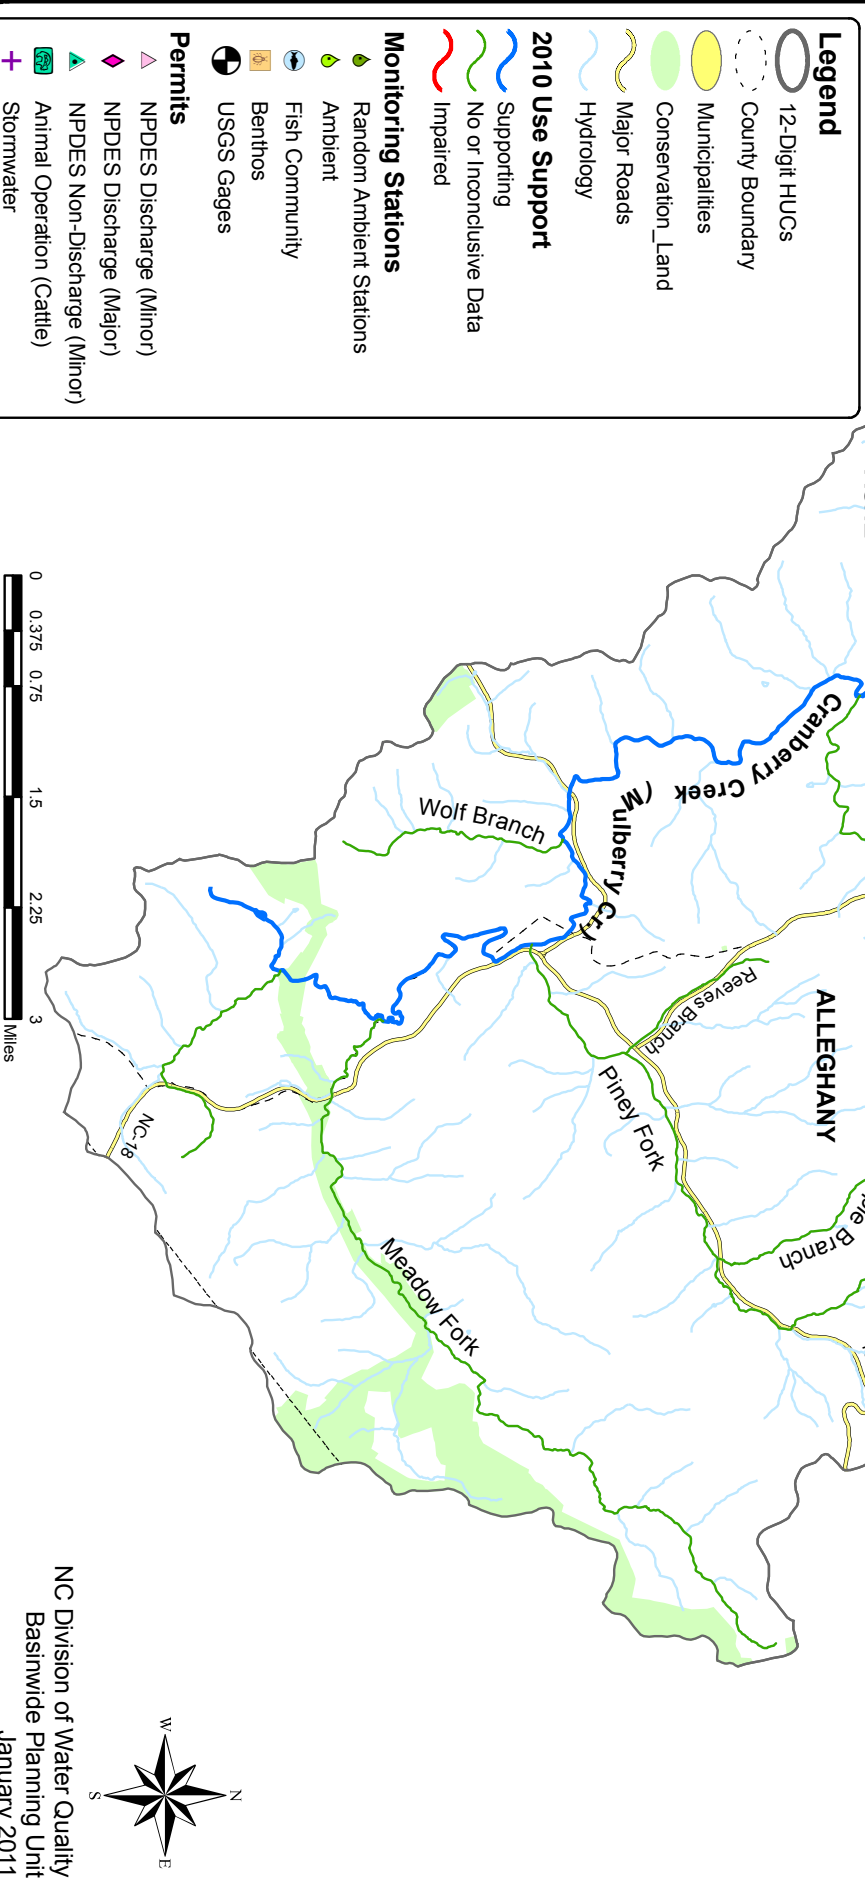 Legend
12-Digit HUCs
County Boundary
Municipalities
Conservation_Land
Major Roads
Hydrology
2010 Use Support
Supporting
No or Inconclusive Data
Impaired
Monitoring Stations
Random Ambient Stations
Ambient
Fish Community
Benthos
USGS Gages
Permits
NPDES Discharge (Minor)
NPDES Discharge (Major)
NPDES Non-Discharge (Minor)
Animal Operation (Cattle)
Stormwater
Cranberry Creek (Mulberry Cr.)
Wolf Branch
ALLEGHANY
Reeves Branch
Piney Fork
Branch
Meadow Fork
NC-18
0 0.375 0.75 1.5 2.25 3
Miles
N
W
E
S
NC Division of Water Quality
Basinwide Planning Unit
January 2011